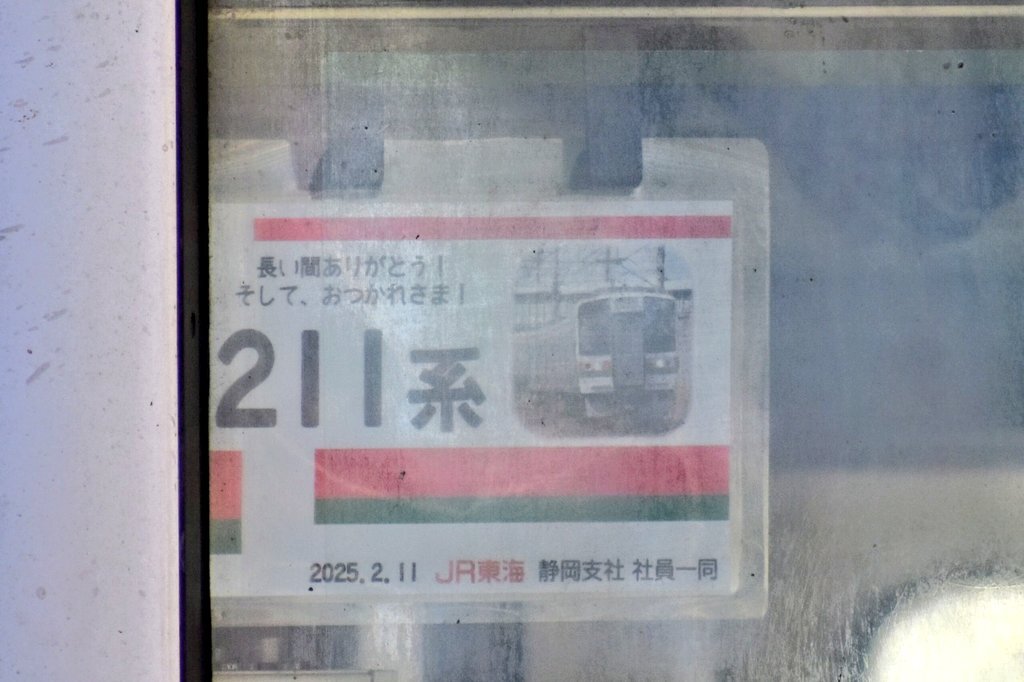 長い間ありがとう！
そして、おつかれさま！
211系
2025.2.11 JR東海 静岡支社 社員一同